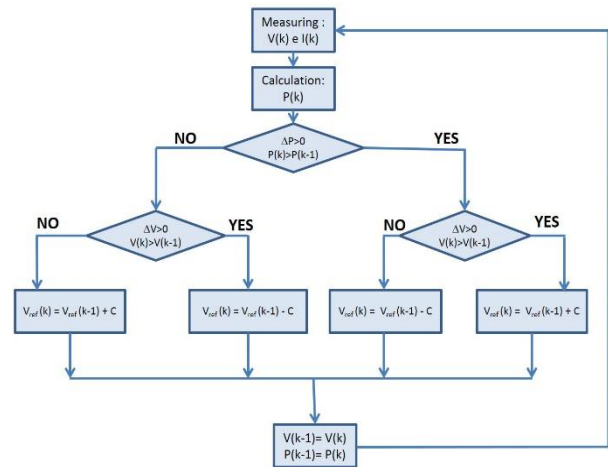 Measuring :
V(k) e I(k)
Calculation:
P(k)
NO
YES
ΔP>0
P(k)>P(k-1)
NO
YES
ΔV>0
V(k)>V(k-1)
NO
YES
ΔV>0
V(k)>V(k-1)
Vref(k) = Vref(k-1) + C
Vref(k) = Vref(k-1) - C
Vref(k) = Vref(k-1) - C
Vref(k) = Vref(k-1) + C
V(k-1)= V(k)
P(k-1)= P(k)